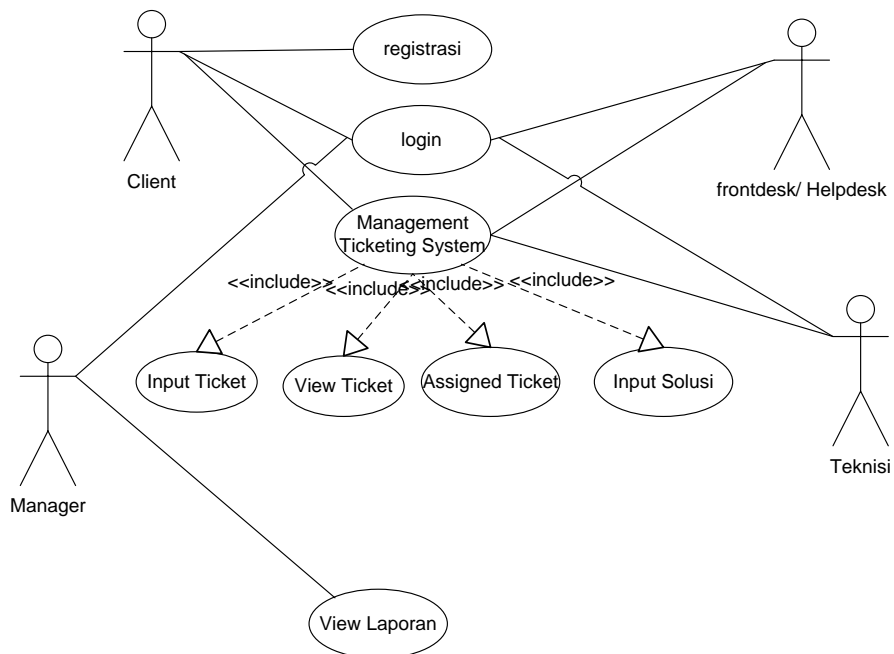 registrasi
login
Client
frontdesk/ Helpdesk
Management
Ticketing System
<<include>>
<<include>>
<<include>>
<<include>>
Input Ticket
View Ticket
Assigned Ticket
Input Solusi
Manager
Teknisi
View Laporan